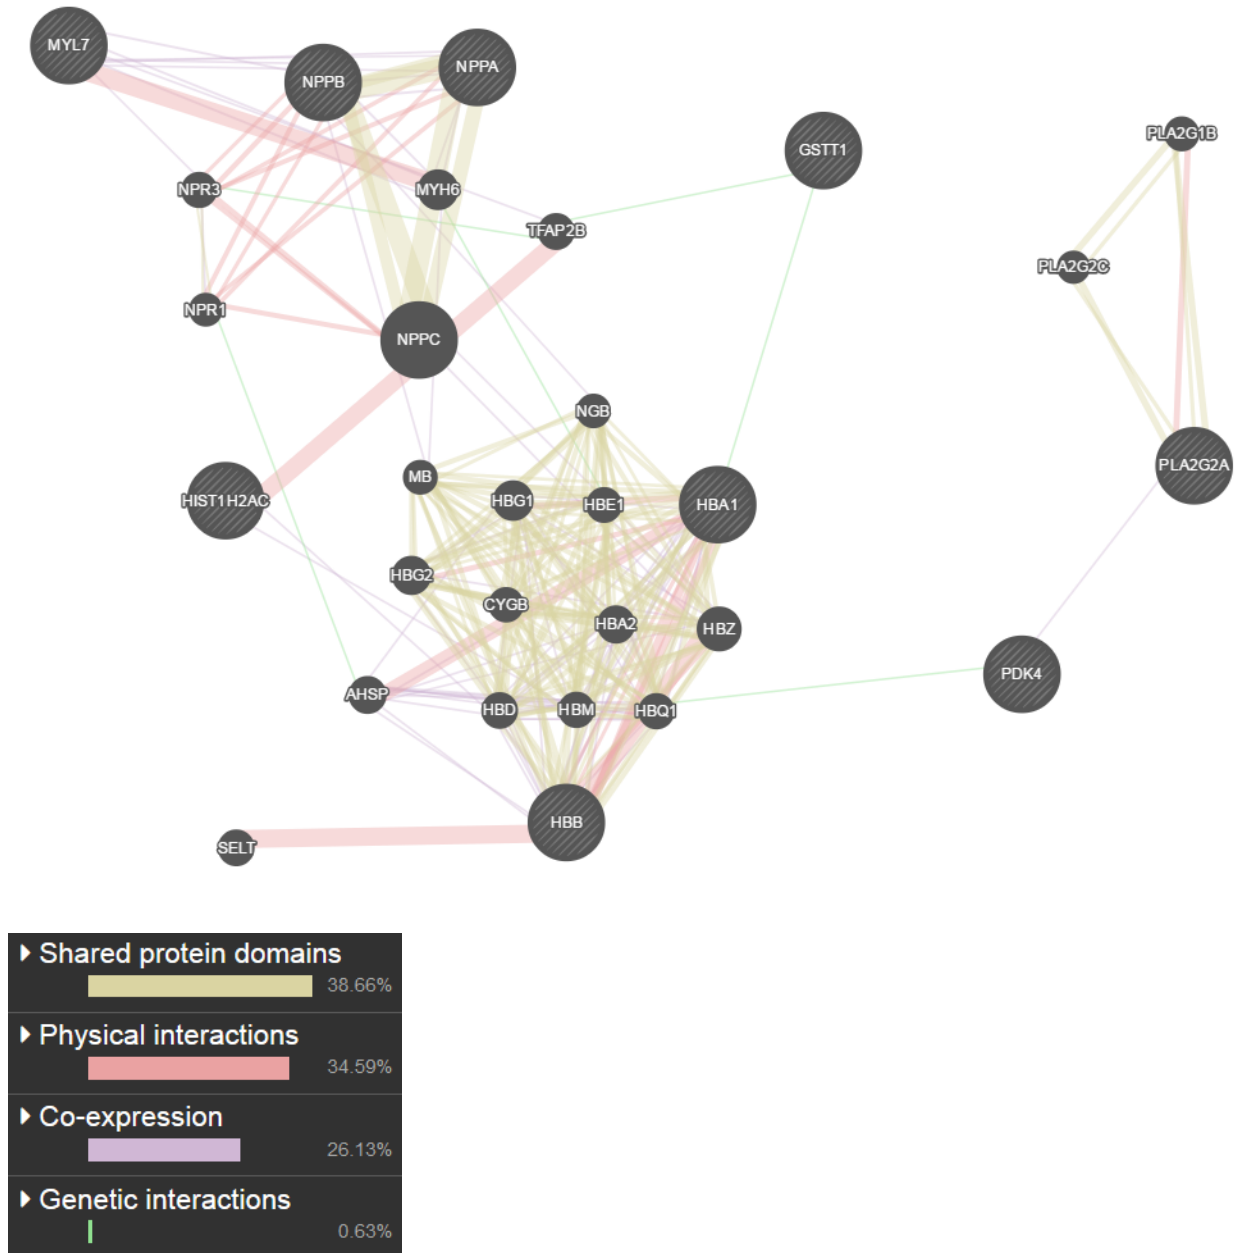 MYL7
NPPB
NPPA
GSTT1
PLA2G1B
NPR3
MYH6
TFAP2B
PLA2G2C
NPR1
NPPC
NGB
MB
HBG1
HBE1
HBA1
PLA2G2A
HIST1H2AC
HBG2
CYGB
HBA2
HBZ
PDK4
AHSP
HBD
HBM
HBQ1
HBB
SELT
Shared protein domains
38.66%
Physical interactions
34.59%
Co-expression
26.13%
Genetic interactions
0.63%